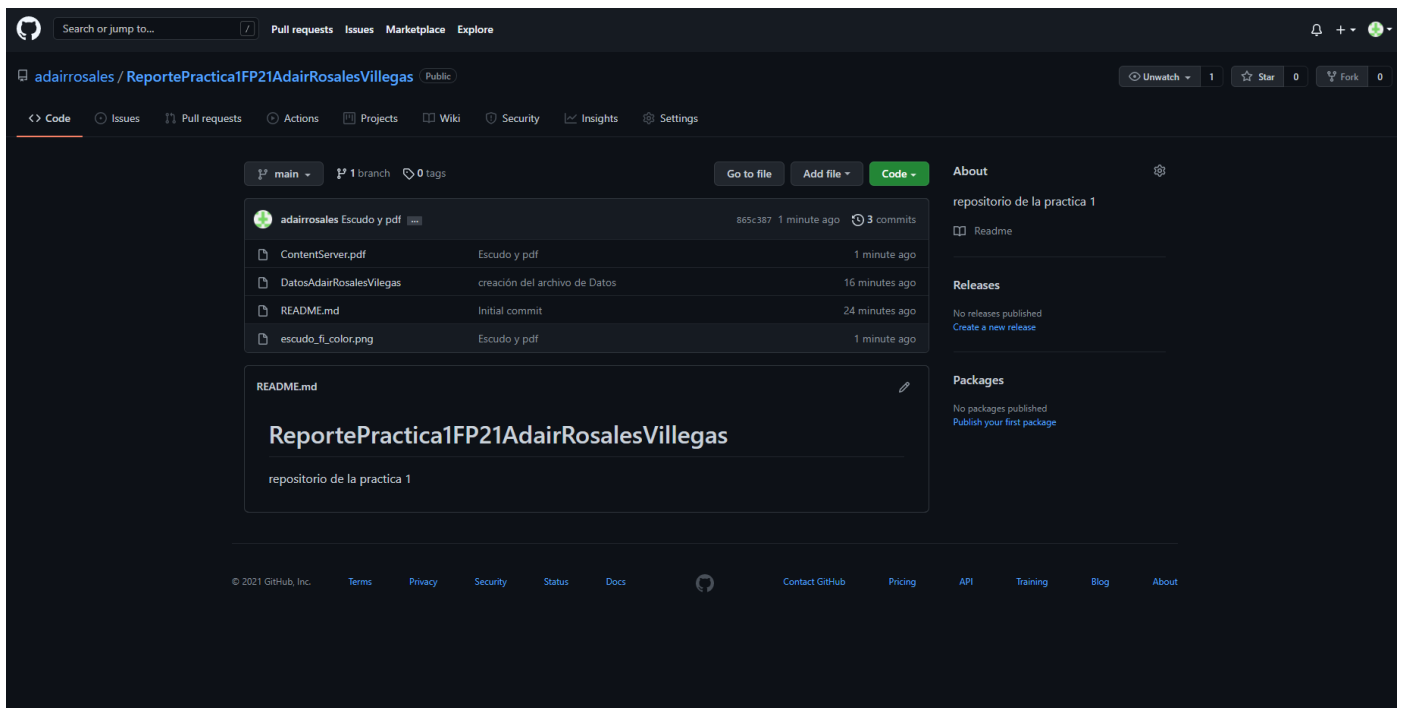 Search or jump to... / Pull requests Issues Marketplace Explore
adairrosales / ReportePractica1FP21AdairRosalesVillegas Public Unwatch 1 Star 0 Fork 0
Code Issues Pull requests Actions Projects Wiki Security Insights Settings
main 1 branch 0 tags Go to file Add file Code
adairrosales Escudo y pdf ... 865c387 1 minute ago 3 commits
ContentServer.pdf Escudo y pdf 1 minute ago
DatosAdairRosalesVilegas creación del archivo de Datos 16 minutes ago
README.md Initial commit 24 minutes ago
escudo_fi_color.png Escudo y pdf 1 minute ago
README.md
ReportePractica1FP21AdairRosalesVillegas
repositorio de la practica 1
About
repositorio de la practica 1
Readme
Releases
No releases published
Create a new release
Packages
No packages published
Publish your first package
© 2021 GitHub, Inc. Terms Privacy Security Status Docs Contact GitHub Pricing API Training Blog About